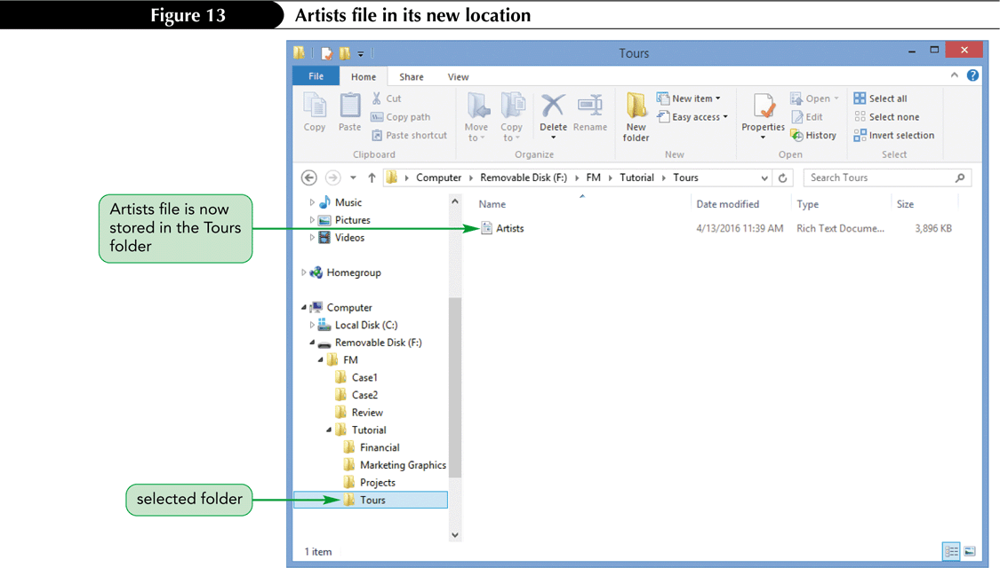 Figure 13
Artists file in its new location
Tours
File
Home
Share
View
Copy
Paste
Cut
Copy path
Paste shortcut
Clipboard
Move
to
Copy
to
Delete
Rename
Organize
New
folder
New item
Easy access
New
Properties
Open
Edit
History
Open
Select all
Select none
Invert selection
Select
Computer
Removable Disk (F:)
FM
Tutorial
Tours
Search Tours
Music
Pictures
Videos
Homegroup
Computer
Local Disk (C:)
Removable Disk (F:)
FM
Case1
Case2
Review
Tutorial
Financial
Marketing Graphics
Projects
Tours
Name
Date modified
Type
Size
Artists
4/13/2016 11:39 AM
Rich Text Docume...
3,896 KB
Artists file is now
stored in the Tours
folder
selected folder
1 item